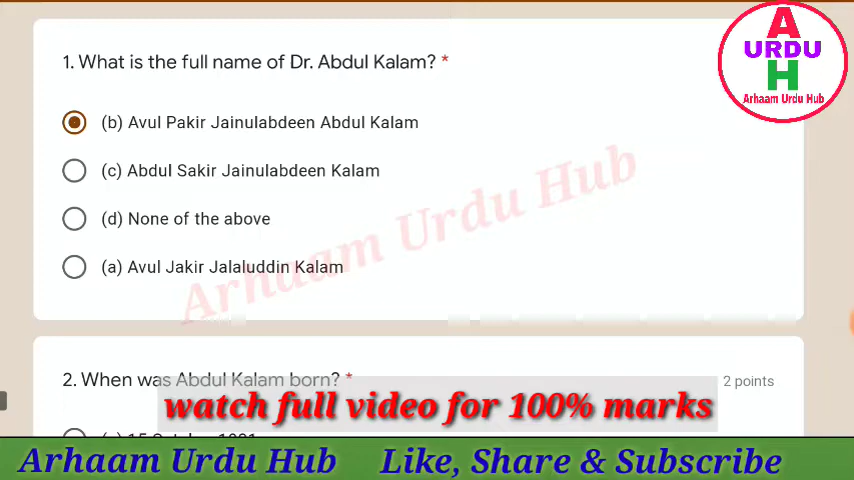 1. What is the full name of Dr. Abdul Kalam? *
(b) Avul Pakir Jainulabdeen Abdul Kalam
(c) Abdul Sakir Jainulabdeen Kalam
(d) None of the above
(a) Avul Jakir Jalaluddin Kalam
Arhaam Urdu Hub
A
URDU
H
Arhaam Urdu Hub
2. When was Abdul Kalam born? *
2 points
watch full video for 100% marks
Arhaam Urdu Hub Like, Share & Subscribe